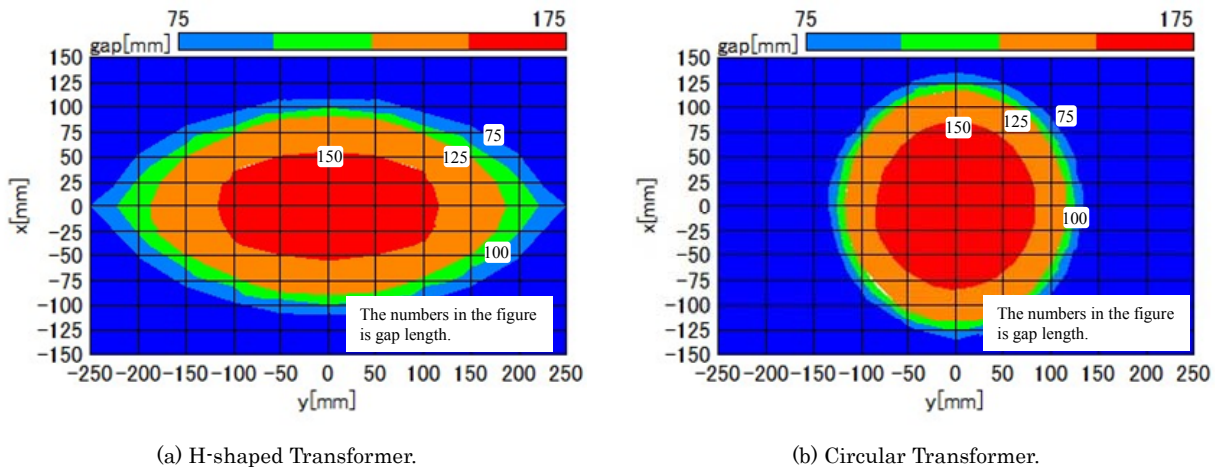 75 175
gap[mm]
150
125
100
75
50
25
0
-25
-50
-75
-100
-125
-150
x[mm]
75
150 125
100
The numbers in the figure
is gap length.
-250 -200 -150 -100 -50 0 50 100 150 200 250
y[mm]
(a) H-shaped Transformer.
75 175
gap[mm]
150
125
100
75
50
25
0
-25
-50
-75
-100
-125
-150
x[mm]
150 125 75
100
The numbers in the figure
is gap length.
-250 -200 -150 -100 -50 0 50 100 150 200 250
y[mm]
(b) Circular Transformer.